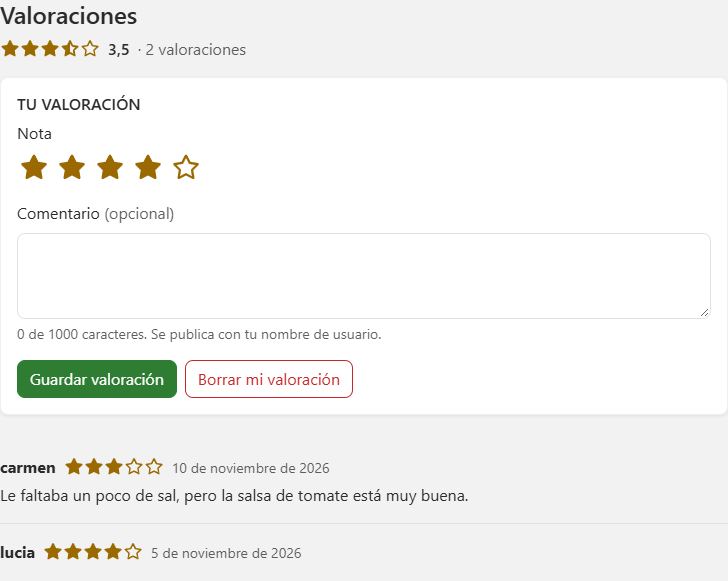 Valoraciones
3,5 · 2 valoraciones
TU VALORACIÓN
Nota
Comentario (opcional)
0 de 1000 caracteres. Se publica con tu nombre de usuario.
Guardar valoración Borrar mi valoración
carmen 10 de noviembre de 2026
Le faltaba un poco de sal, pero la salsa de tomate está muy buena.
lucia 5 de noviembre de 2026